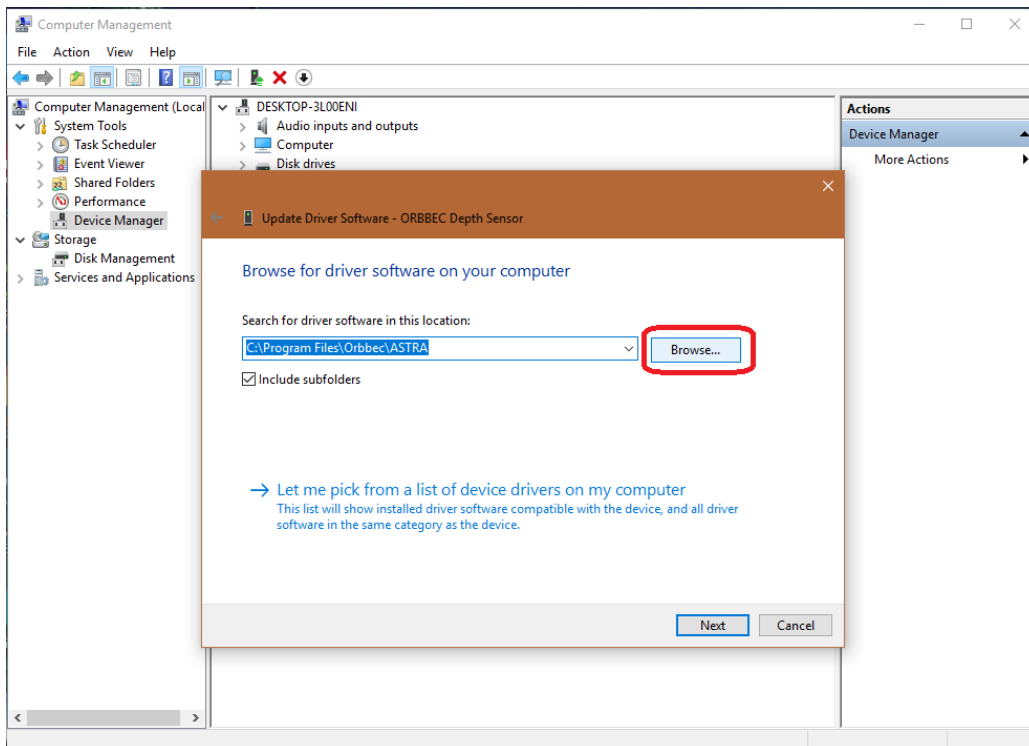 Computer Management
File Action View Help
Computer Management (Local
System Tools
Task Scheduler
Event Viewer
Shared Folders
Performance
Device Manager
Storage
Disk Management
Services and Applications
DESKTOP-3L00ENI
Audio inputs and outputs
Computer
Disk drives
Actions
Device Manager
More Actions
Update Driver Software - ORBBEC Depth Sensor
Browse for driver software on your computer
Search for driver software in this location:
C:\Program Files\Orbbec\ASTRA
Browse...
Include subfolders
Let me pick from a list of device drivers on my computer
This list will show installed driver software compatible with the device, and all driver
software in the same category as the device.
Next Cancel